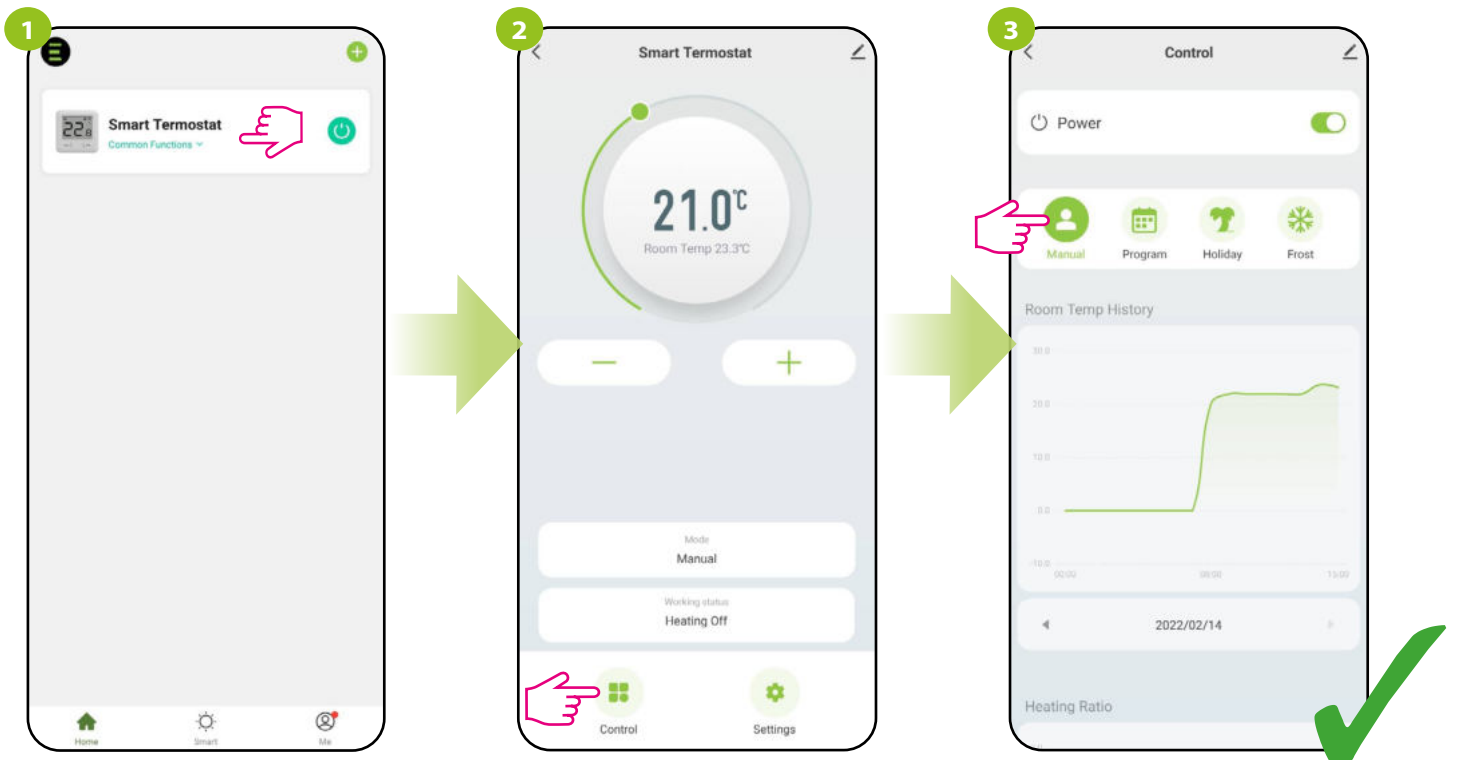 1
E
Smart Termostat
Common Functions
22.8
Home
Smart
Me
2
Smart Termostat
21.0℃
Room Temp 23.3℃
Mode
Manual
Working status
Heating Off
Control
Settings
3
Control
Power
Manual
Program
Holiday
Frost
Room Temp History
30.0
20.0
10.0
0.0
-10.0
00:00
08:00
15:00
2022/02/14
Heating Ratio